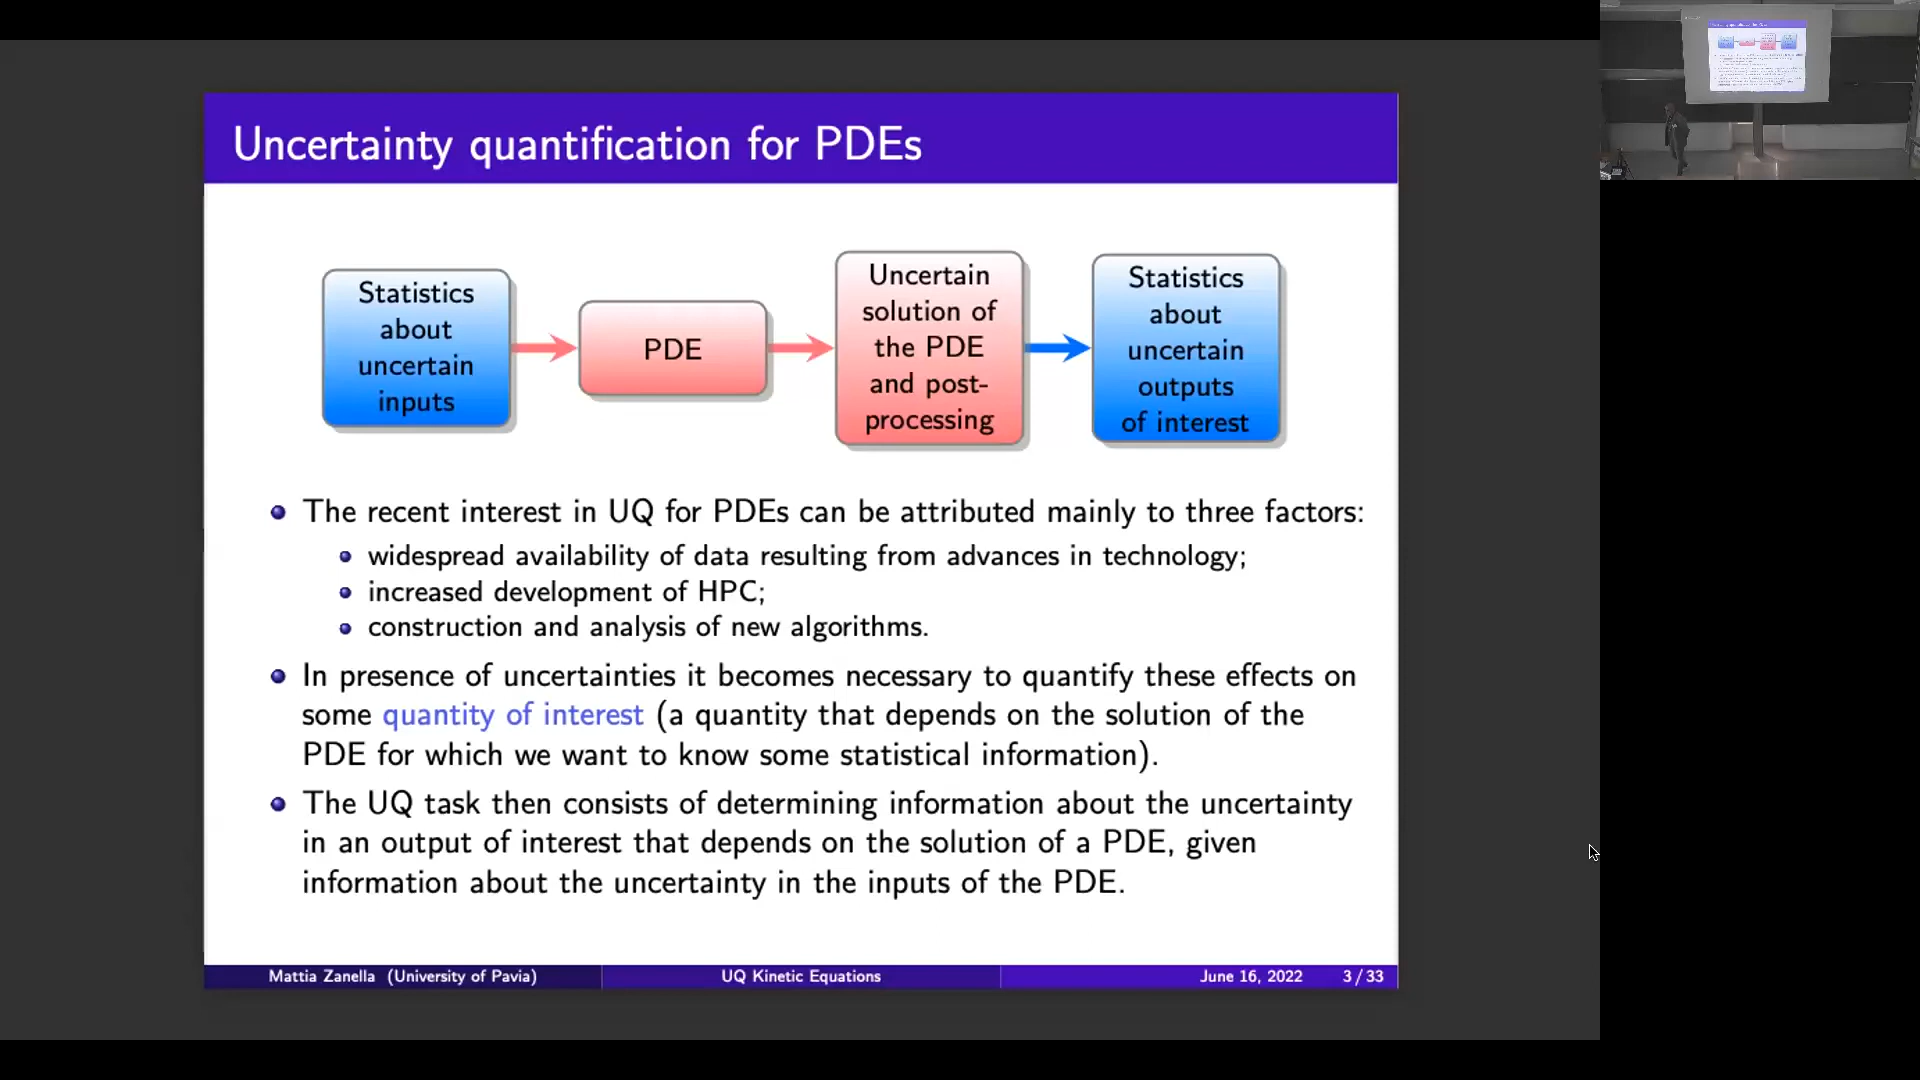 Uncertainty quantification for PDEs
Statistics
about
uncertain
inputs
PDE
Uncertain
solution of
the PDE
and post-
processing
Statistics
about
uncertain
outputs
of interest
The recent interest in UQ for PDEs can be attributed mainly to three factors:
widespread availability of data resulting from advances in technology;
increased development of HPC;
construction and analysis of new algorithms.
In presence of uncertainties it becomes necessary to quantify these effects on
some quantity of interest (a quantity that depends on the solution of the
PDE for which we want to know some statistical information).
The UQ task then consists of determining information about the uncertainty
in an output of interest that depends on the solution of a PDE, given
information about the uncertainty in the inputs of the PDE.
Mattia Zanella (University of Pavia)
UQ Kinetic Equations
June 16, 2022 3 / 33